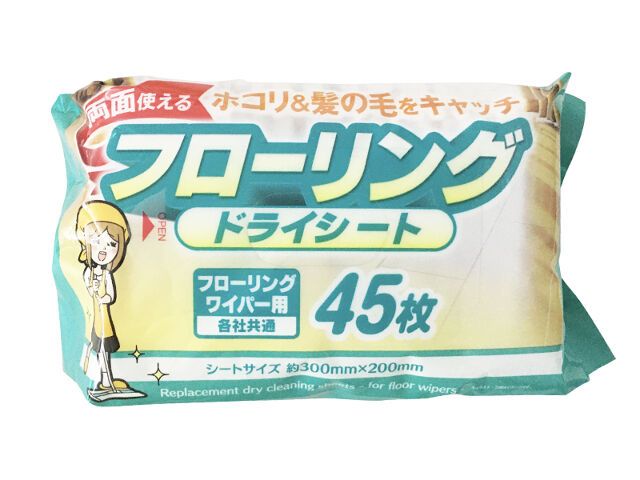 両面使える
ホコリ&髪の毛をキャッチ
フローリング
ドライシート
OPEN
フローリング
ワイパー用
各社共通
45枚
シートサイズ 約300mm×200mm
Replacement dry cleaning sheets - for floor wipers